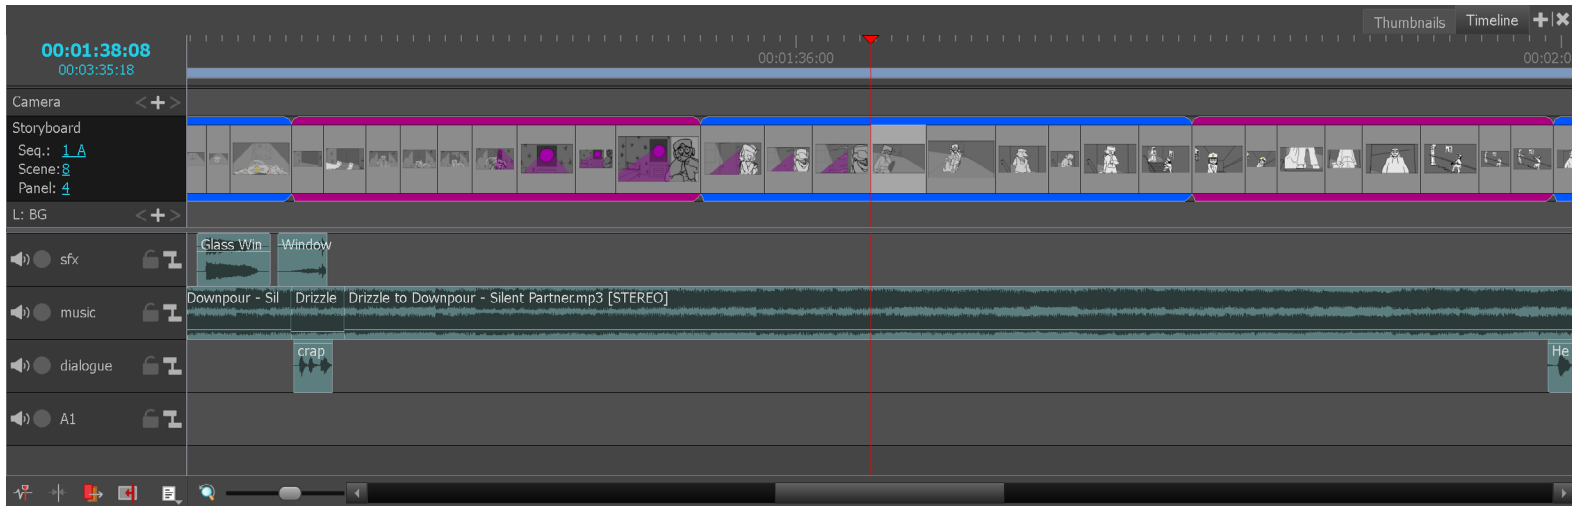 Thumbnails
Timeline
00:01:38:08
00:03:35:18
00:01:36:00
00:02:0
Camera
Storyboard
Seq.: 1_A
Scene: 8
Panel: 4
L: BG
sfx
Glass Win
Window
music
Downpour - Sil
Drizzle
Drizzle to Downpour - Silent Partner.mp3 [STEREO]
dialogue
crap
He
A1